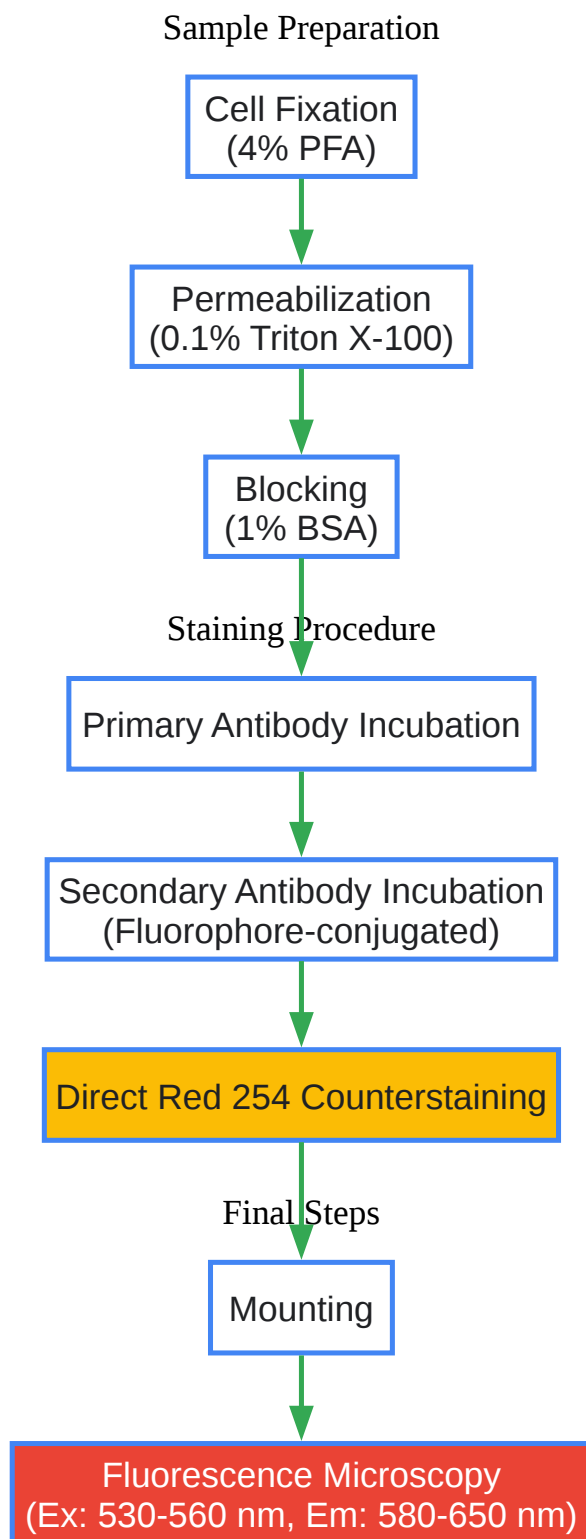 Sample Preparation
Cell Fixation
(4% PFA)
Permeabilization
(0.1% Triton X-100)
Blocking
(1% BSA)
Staining Procedure
Primary Antibody Incubation
Secondary Antibody Incubation
(Fluorophore-conjugated)
Direct Red 254 Counterstaining
Final Steps
Mounting
Fluorescence Microscopy
(Ex: 530-560 nm, Em: 580-650 nm)